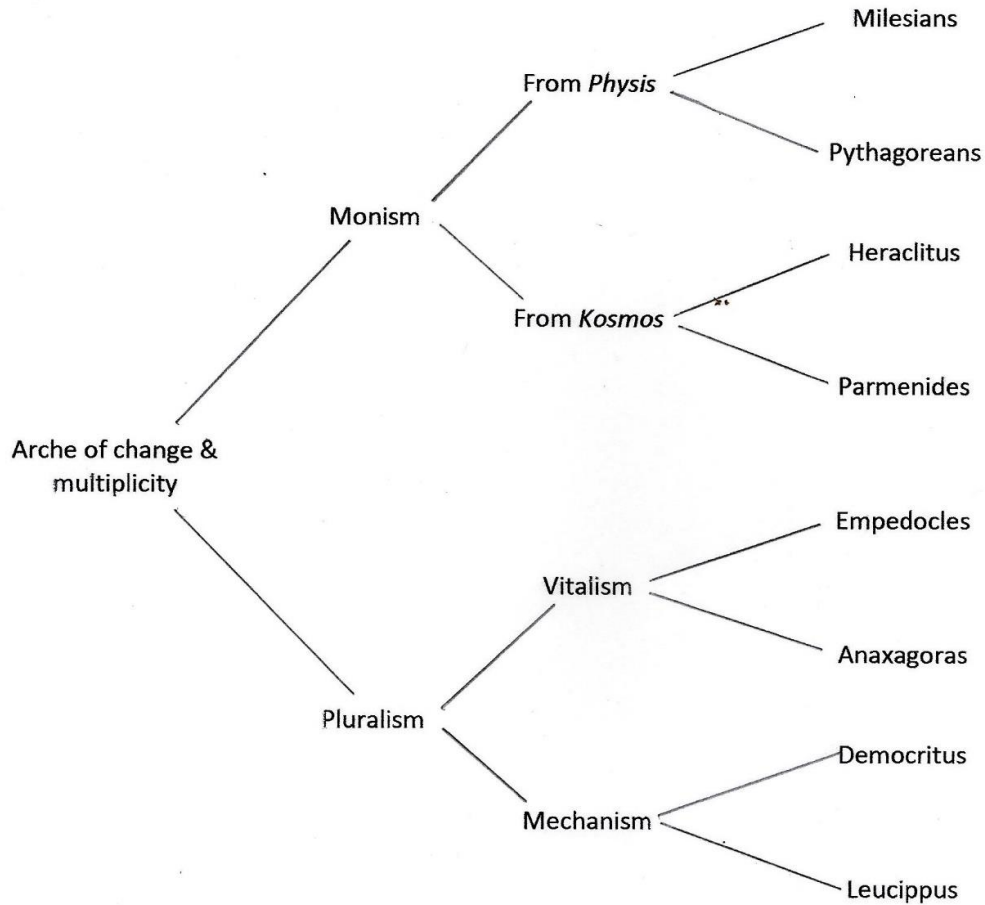 Milesians
From Physis
Pythagoreans
Monism
Heraclitus
From Kosmos
Parmenides
Arche of change &
multiplicity
Empedocles
Vitalism
Anaxagoras
Pluralism
Democritus
Mechanism
Leucippus